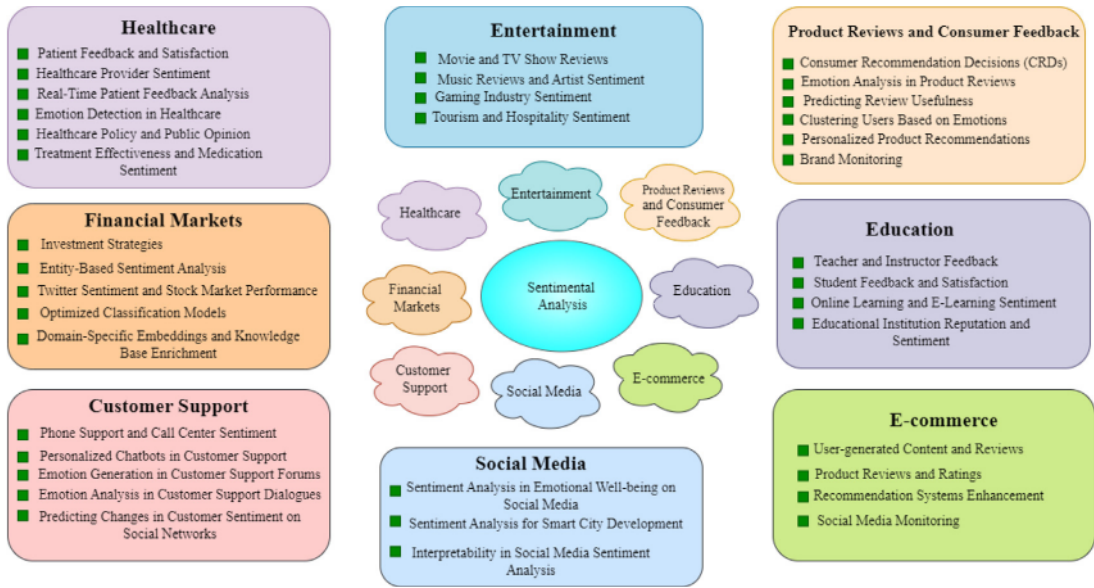 Healthcare
Patient Feedback and Satisfaction
Healthcare Provider Sentiment
Real-Time Patient Feedback Analysis
Emotion Detection in Healthcare
Healthcare Policy and Public Opinion
Treatment Effectiveness and Medication
Sentiment
Entertainment
Movie and TV Show Reviews
Music Reviews and Artist Sentiment
Gaming Industry Sentiment
Tourism and Hospitality Sentiment
Product Reviews and Consumer Feedback
Consumer Recommendation Decisions (CRDs)
Emotion Analysis in Product Reviews
Predicting Review Usefulness
Clustering Users Based on Emotions
Personalized Product Recommendations
Brand Monitoring
Financial Markets
Investment Strategies
Entity-Based Sentiment Analysis
Twitter Sentiment and Stock Market Performance
Optimized Classification Models
Domain-Specific Embeddings and Knowledge
Base Enrichment
Healthcare
Entertainment
Product Reviews
and Consumer
Feedback
Financial
Markets
Sentimental
Analysis
Education
Customer
Support
Social Media
E-commerce
Education
Teacher and Instructor Feedback
Student Feedback and Satisfaction
Online Learning and E-Learning Sentiment
Educational Institution Reputation and
Sentiment
Customer Support
Phone Support and Call Center Sentiment
Personalized Chatbots in Customer Support
Emotion Generation in Customer Support Forums
Emotion Analysis in Customer Support Dialogues
Predicting Changes in Customer Sentiment on
Social Networks
Social Media
Sentiment Analysis in Emotional Well-being on
Social Media
Sentiment Analysis for Smart City Development
Interpretability in Social Media Sentiment
Analysis
E-commerce
User-generated Content and Reviews
Product Reviews and Ratings
Recommendation Systems Enhancement
Social Media Monitoring